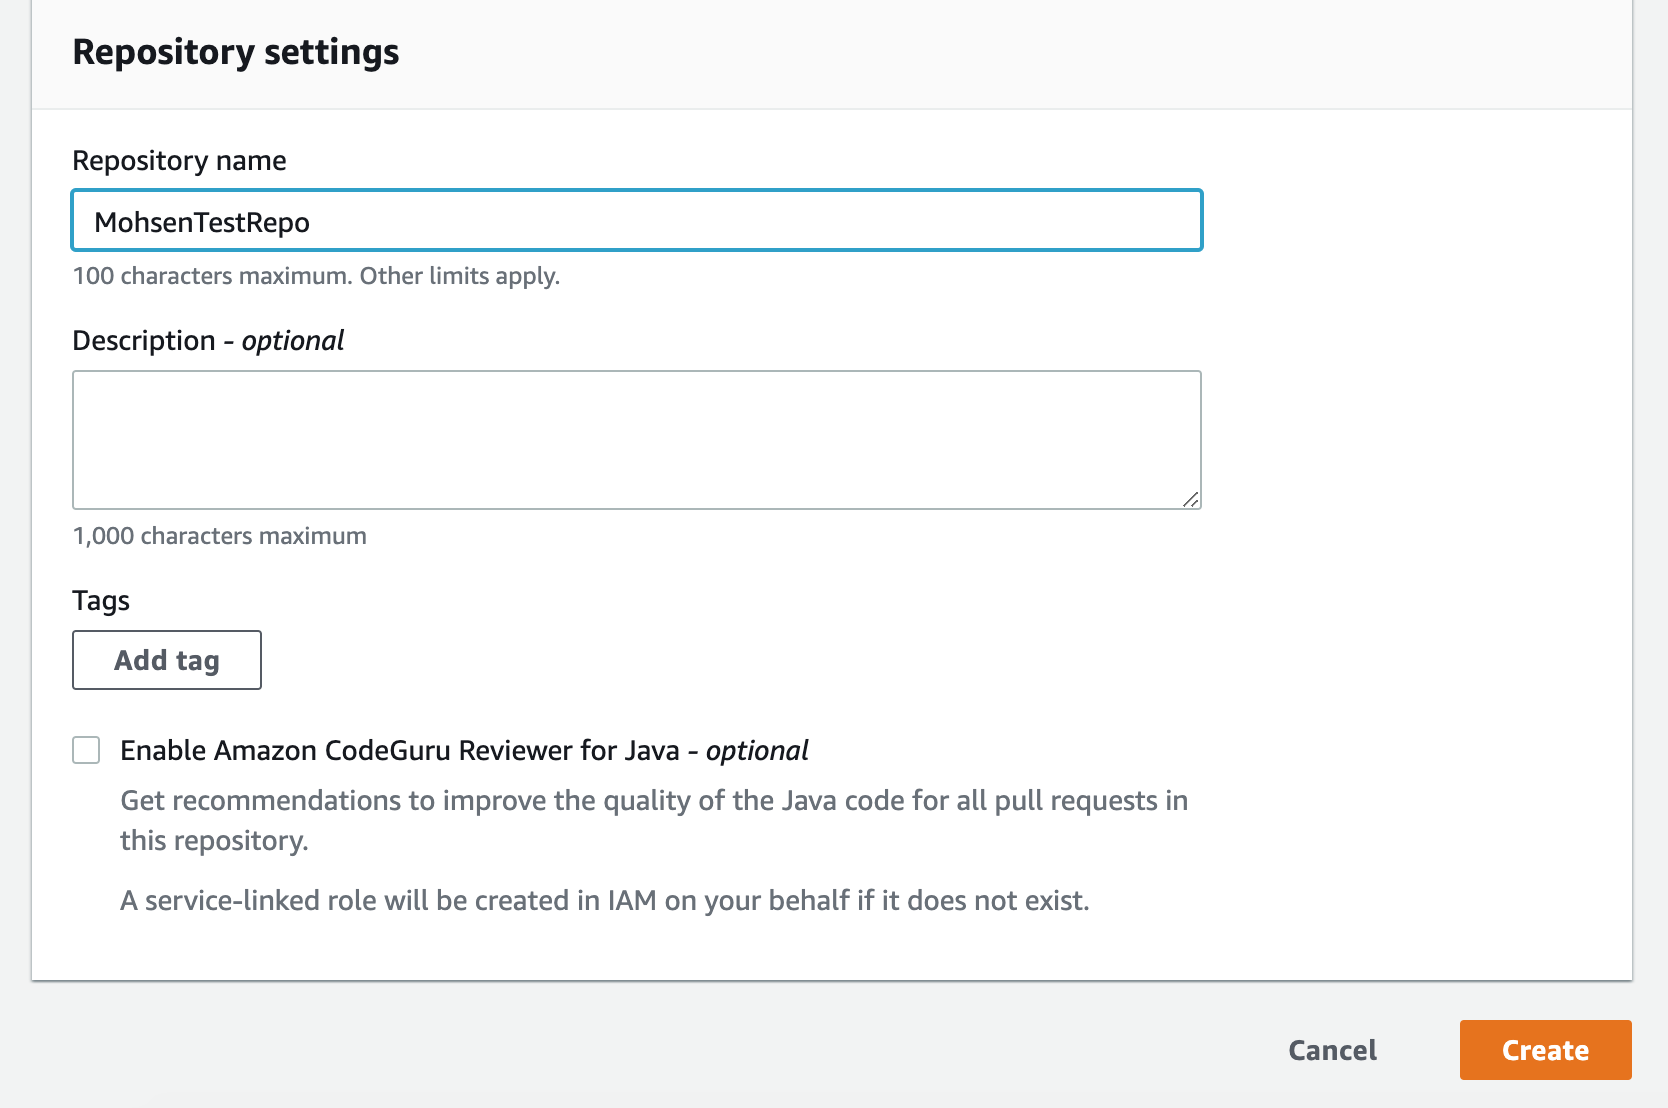 Repository settings
Repository name
MohsenTestRepo
100 characters maximum. Other limits apply.
Description - optional
1,000 characters maximum
Tags
Add tag
Enable Amazon CodeGuru Reviewer for Java - optional
Get recommendations to improve the quality of the Java code for all pull requests in
this repository.
A service-linked role will be created in IAM on your behalf if it does not exist.
Cancel
Create